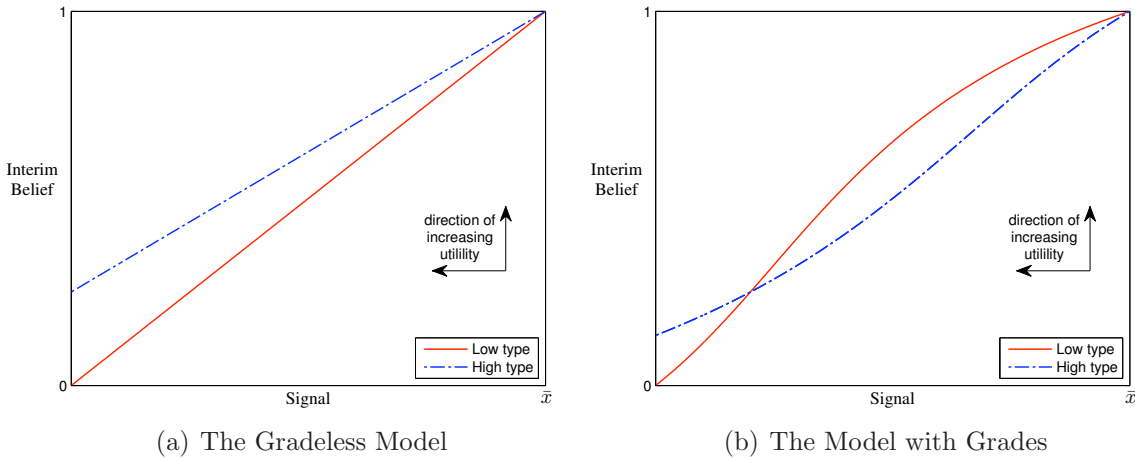 1
Interim
Belief
direction of
increasing
utilility
Low type
High type
0
Signal
x̄
(a) The Gradeless Model
1
Interim
Belief
direction of
increasing
utilility
Low type
High type
0
Signal
x̄
(b) The Model with Grades